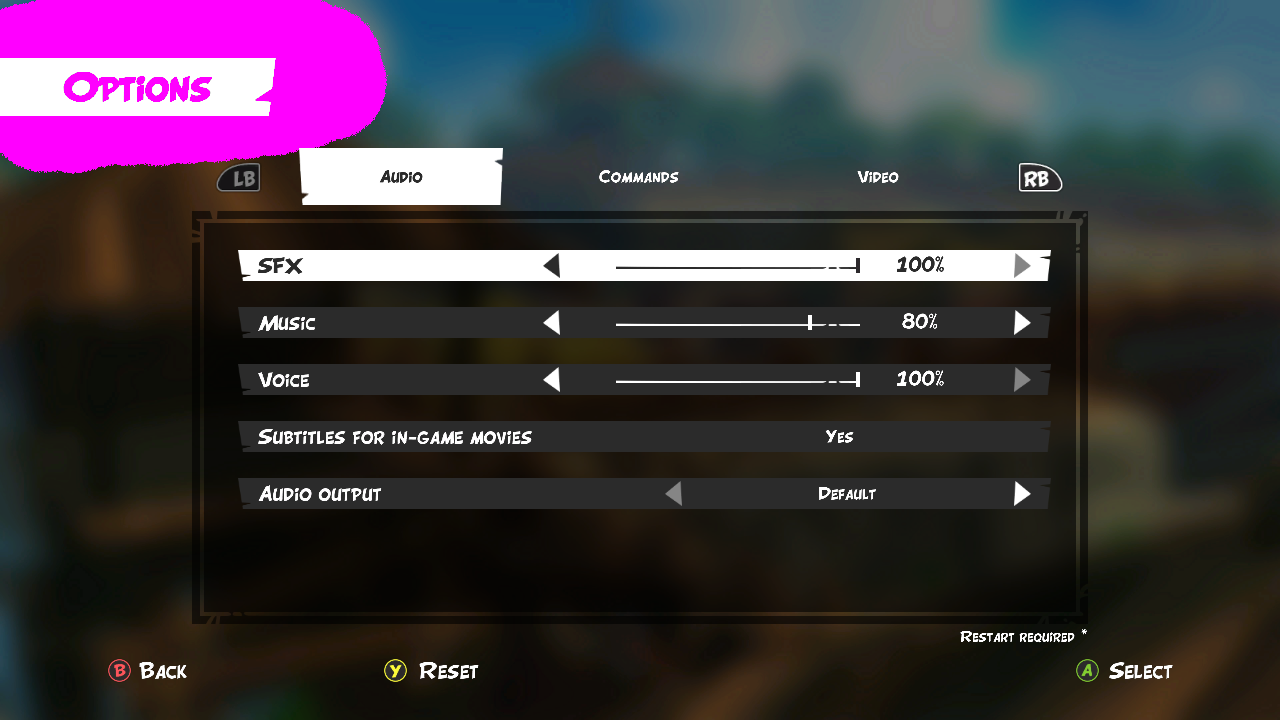 Options
LB Audio Commands Video RB
SFX 100%
Music 80%
Voice 100%
Subtitles for in-game movies Yes
Audio output Default
Restart required *
B Back Y Reset A Select